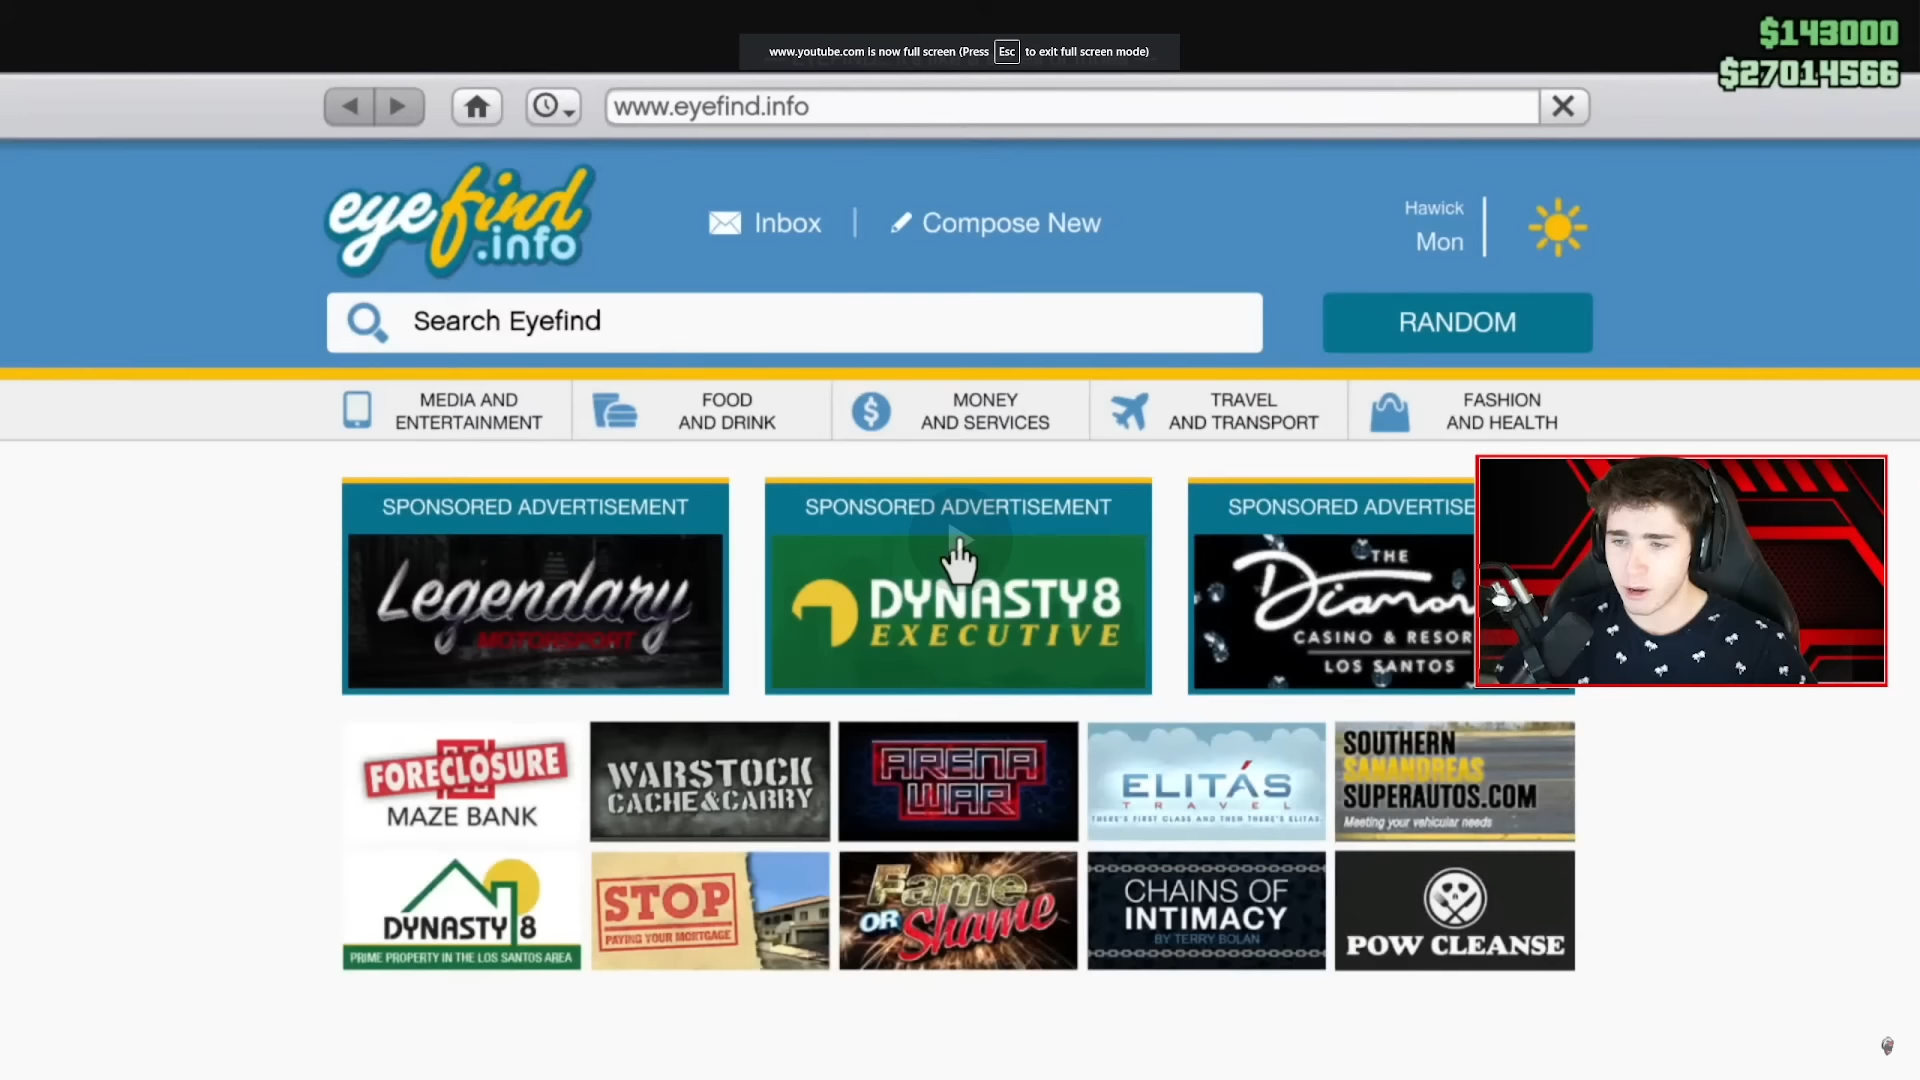 $143000
www.youtube.com is now full screen (Press Esc to exit full screen mode)
$27014566
www.eyefind.info
eyefind
.info
Inbox
Compose New
Hawick
Mon
Search Eyefind
RANDOM
MEDIA AND
ENTERTAINMENT
FOOD
AND DRINK
MONEY
AND SERVICES
TRAVEL
AND TRANSPORT
FASHION
AND HEALTH
SPONSORED ADVERTISEMENT
Legendary
MOTORSPORT
SPONSORED ADVERTISEMENT
DYNASTY 8
EXECUTIVE
SPONSORED ADVERTISE
THE
Diamon
CASINO & RESOR
LOS SANTOS
FORECLOSURE
MAZE BANK
WARSTOCK
CACHE&CARRY
ARENA
WAR
ELITÁS
TRAVEL
THERE'S FIRST CLASS AND THEN THERE'S ELITAS.
SOUTHERN
SANANDREAS
SUPERAUTOS.COM
Meeting your vehicular needs
DYNASTY 8
PRIME PROPERTY IN THE LOS SANTOS AREA
STOP
PAYING YOUR MORTGAGE
Fame
OR Shame
CHAINS OF
INTIMACY
BY TERRY BOLAN
POW CLEANSE